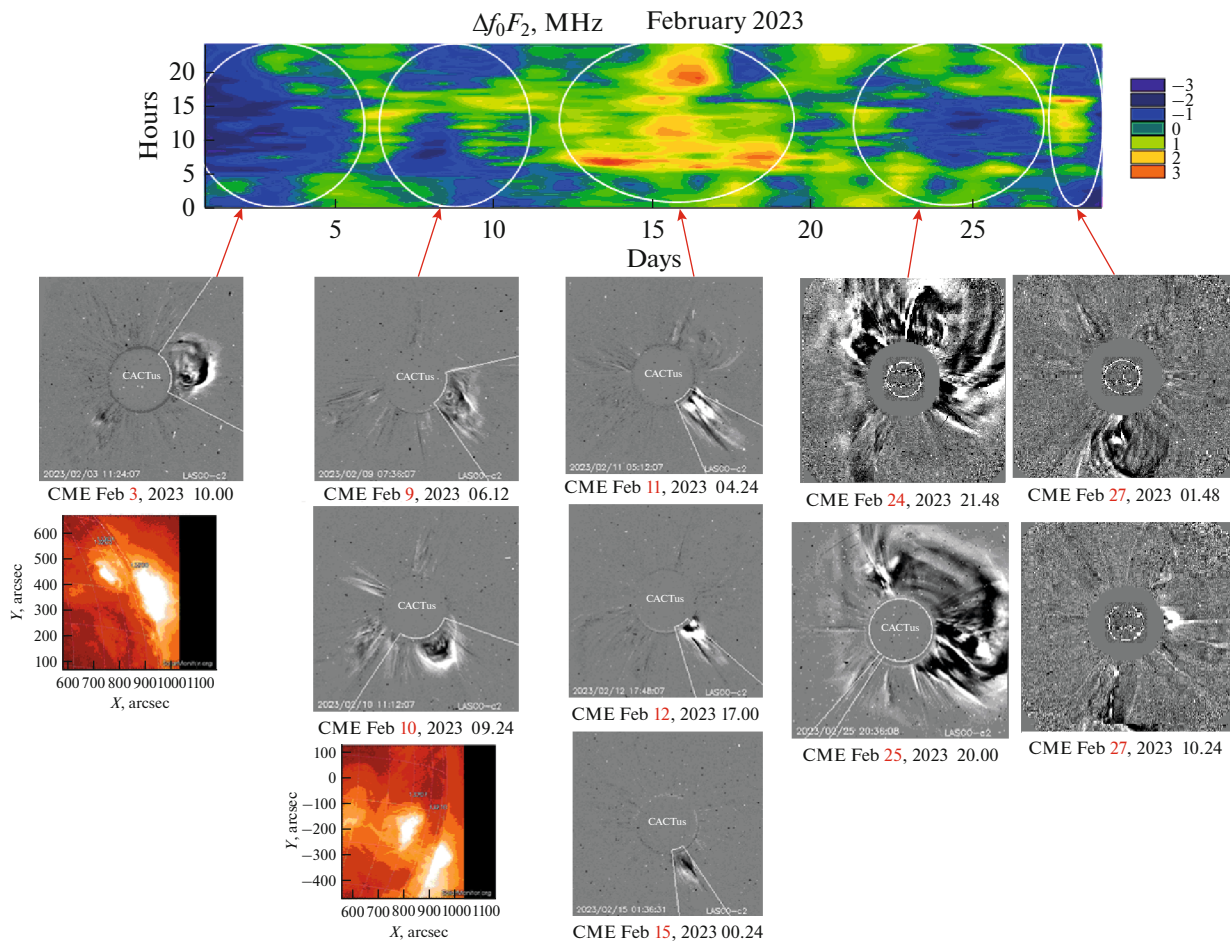 Δf₀F₂, MHz February 2023
Hours
20
15
10
5
0
5 10 15 20 25
Days
−3
−2
−1
0
1
2
3
CACTus
2023/02/03 11:24:07 LASCO-c2
CME Feb 3, 2023 10.00
CACTus
2023/02/09 07:36:07 LASCO-c2
CME Feb 9, 2023 06.12
CACTus
2023/02/11 05:12:07 LASCO-c2
CME Feb 11, 2023 04.24
CME Feb 24, 2023 21.48
CME Feb 27, 2023 01.48
Y, arcsec
600
500
400
300
200
100
600 700 800 900 1000 1100
X, arcsec
CACTus
2023/02/10 11:12:07 LASCO-c2
CME Feb 10, 2023 09.24
CACTus
2023/02/12 17:48:07 LASCO-c2
CME Feb 12, 2023 17.00
CACTus
2023/02/25 20:36:08 LASCO-c2
CME Feb 25, 2023 20.00
CME Feb 27, 2023 10.24
Y, arcsec
100
0
−100
−200
−300
−400
600 700 800 900 1000 1100
X, arcsec
CACTus
2023/02/15 01:36:31 LASCO-c2
CME Feb 15, 2023 00.24